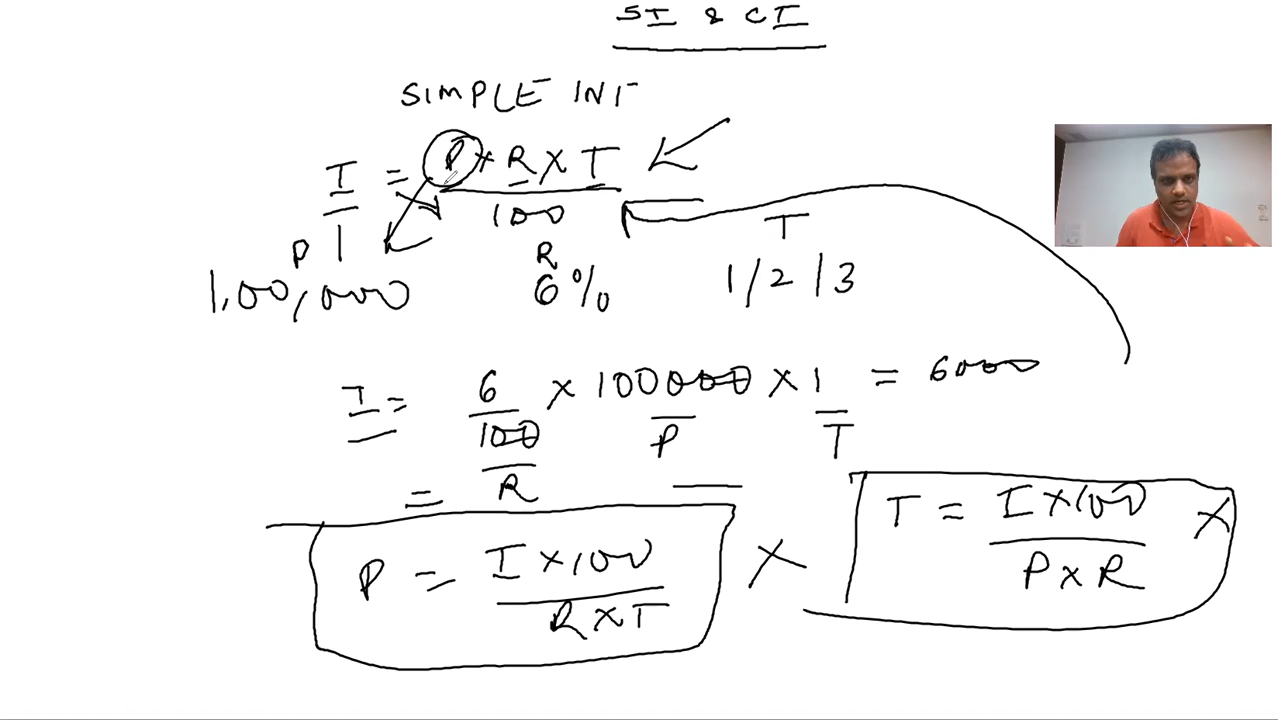 SI & CI
SIMPLE INT
I = P × R × T
100
P I R T
1,00,000 6% 1/2/3
I = 6 × 100000 × 1 = 6000
100 P T
= R
P = I × 100 × T = I × 100 ×
R × T P × R